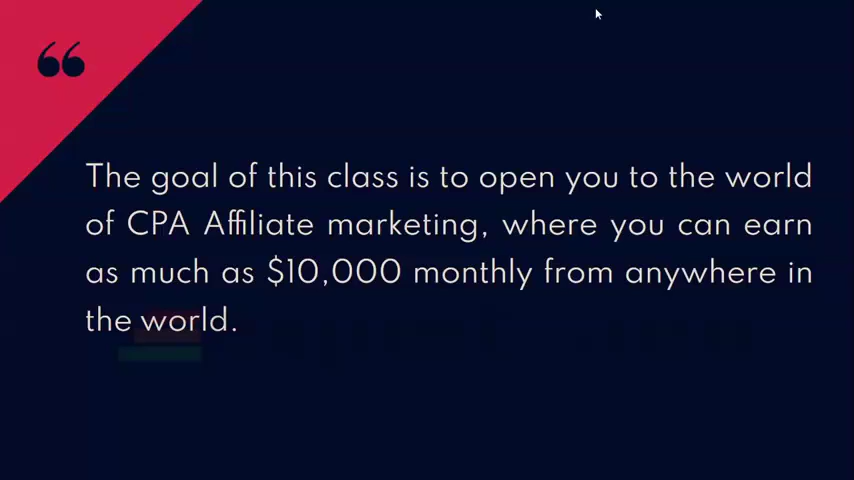 “
The goal of this class is to open you to the world
of CPA Affiliate marketing, where you can earn
as much as $10,000 monthly from anywhere in
the world.